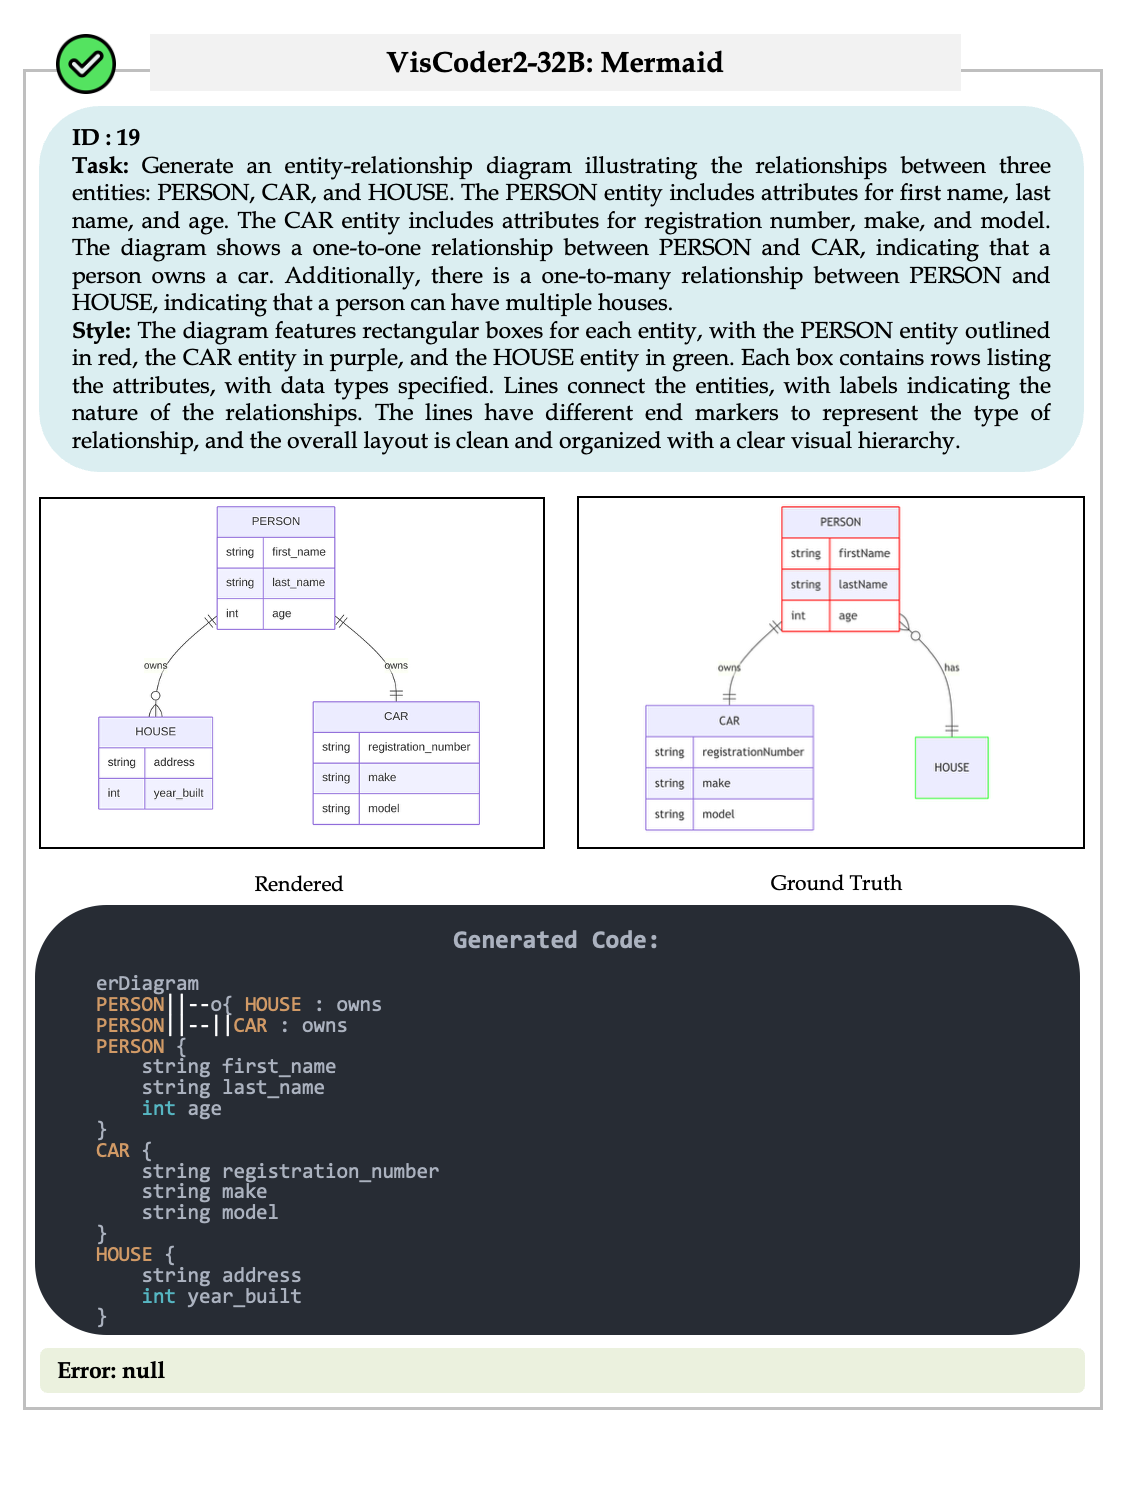 VisCoder2-32B: Mermaid
ID : 19
Task: Generate an entity-relationship diagram illustrating the relationships between three
entities: PERSON, CAR, and HOUSE. The PERSON entity includes attributes for first name, last
name, and age. The CAR entity includes attributes for registration number, make, and model.
The diagram shows a one-to-one relationship between PERSON and CAR, indicating that a
person owns a car. Additionally, there is a one-to-many relationship between PERSON and
HOUSE, indicating that a person can have multiple houses.
Style: The diagram features rectangular boxes for each entity, with the PERSON entity outlined
in red, the CAR entity in purple, and the HOUSE entity in green. Each box contains rows listing
the attributes, with data types specified. Lines connect the entities, with labels indicating the
nature of the relationships. The lines have different end markers to represent the type of
relationship, and the overall layout is clean and organized with a clear visual hierarchy.
PERSON
string first_name
string last_name
int age
owns owns
HOUSE
string address
int year_built
CAR
string registration_number
string make
string model
Rendered
PERSON
string firstName
string lastName
int age
owns has
CAR
string registrationNumber
string make
string model
HOUSE
Ground Truth
Generated Code:
erDiagram
PERSON||--o{ HOUSE : owns
PERSON||--||CAR : owns
PERSON {
    string first_name
    string last_name
    int age
}
CAR {
    string registration_number
    string make
    string model
}
HOUSE {
    string address
    int year_built
}
Error: null